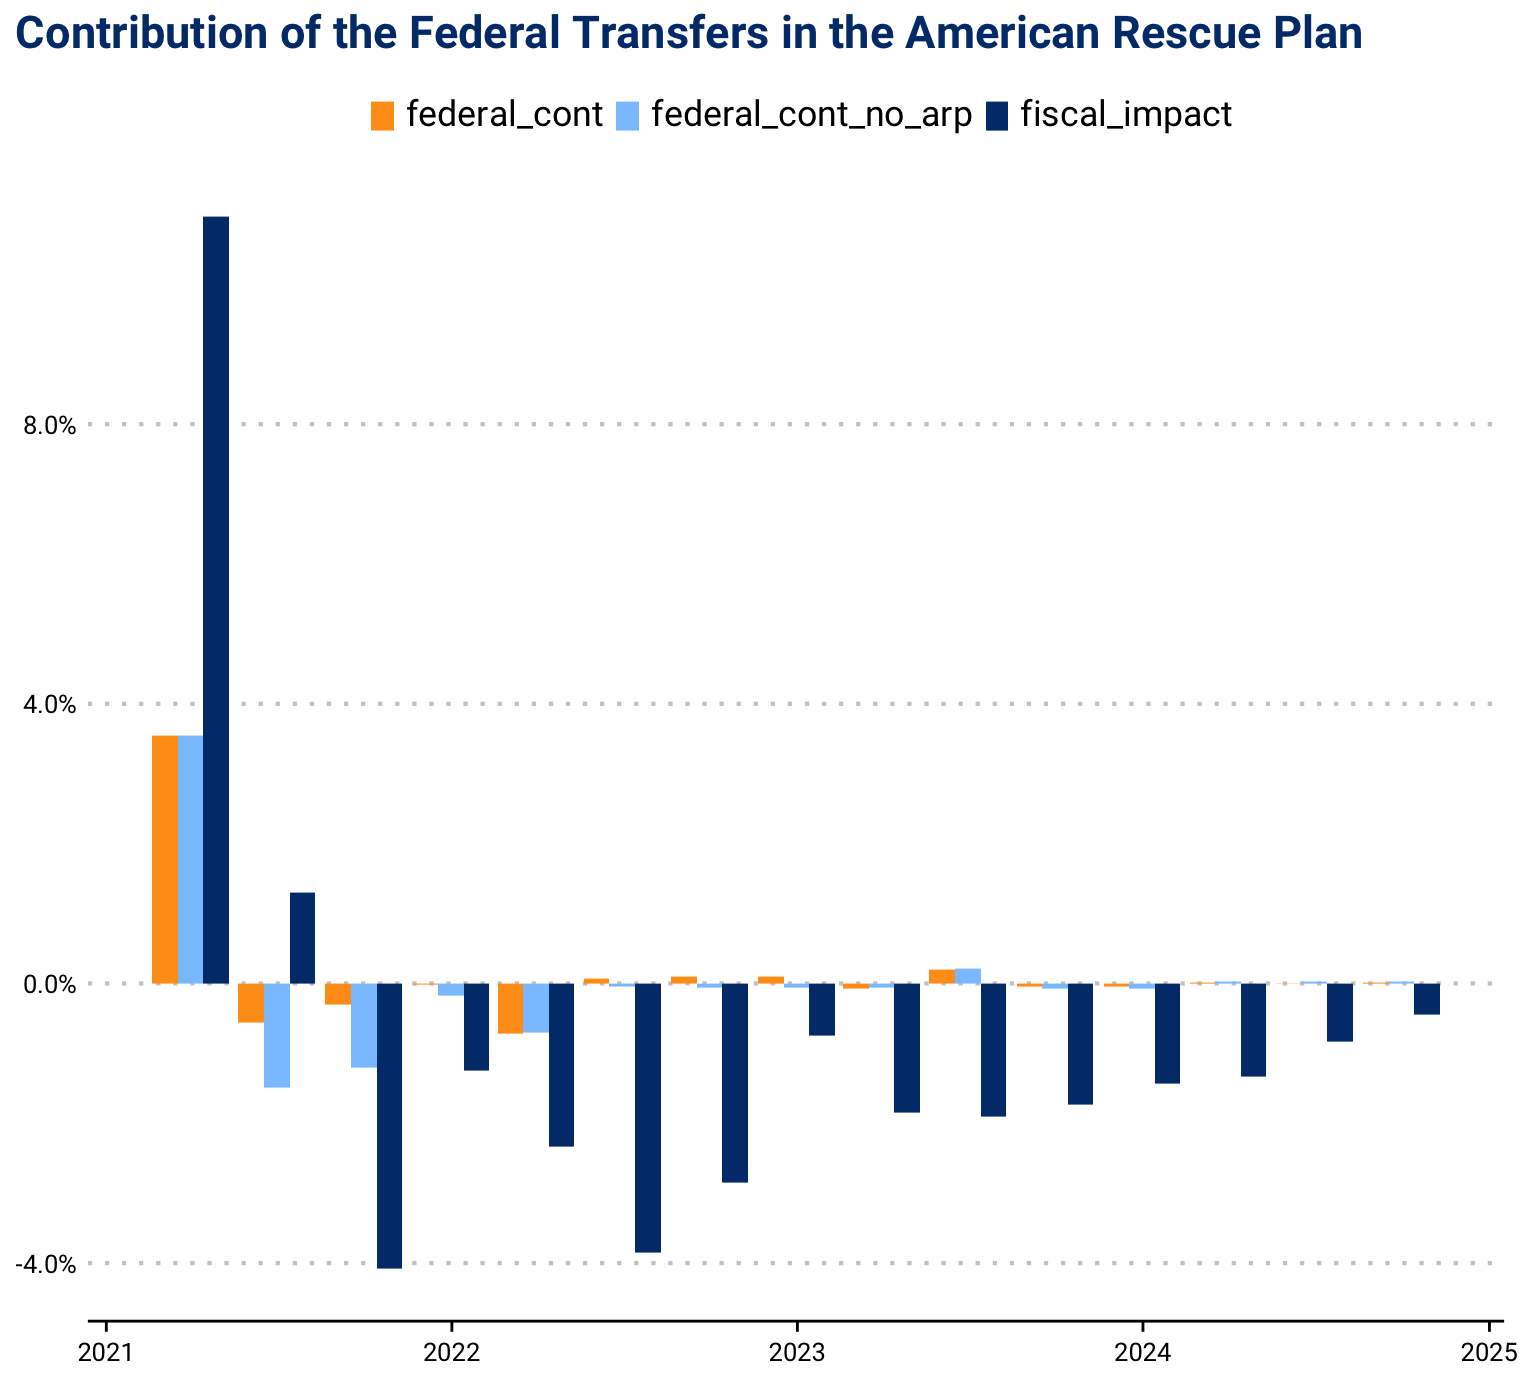 Contribution of the Federal Transfers in the American Rescue Plan
federal_cont federal_cont_no_arp fiscal_impact
8.0%
4.0%
0.0%
-4.0%
2021 2022 2023 2024 2025